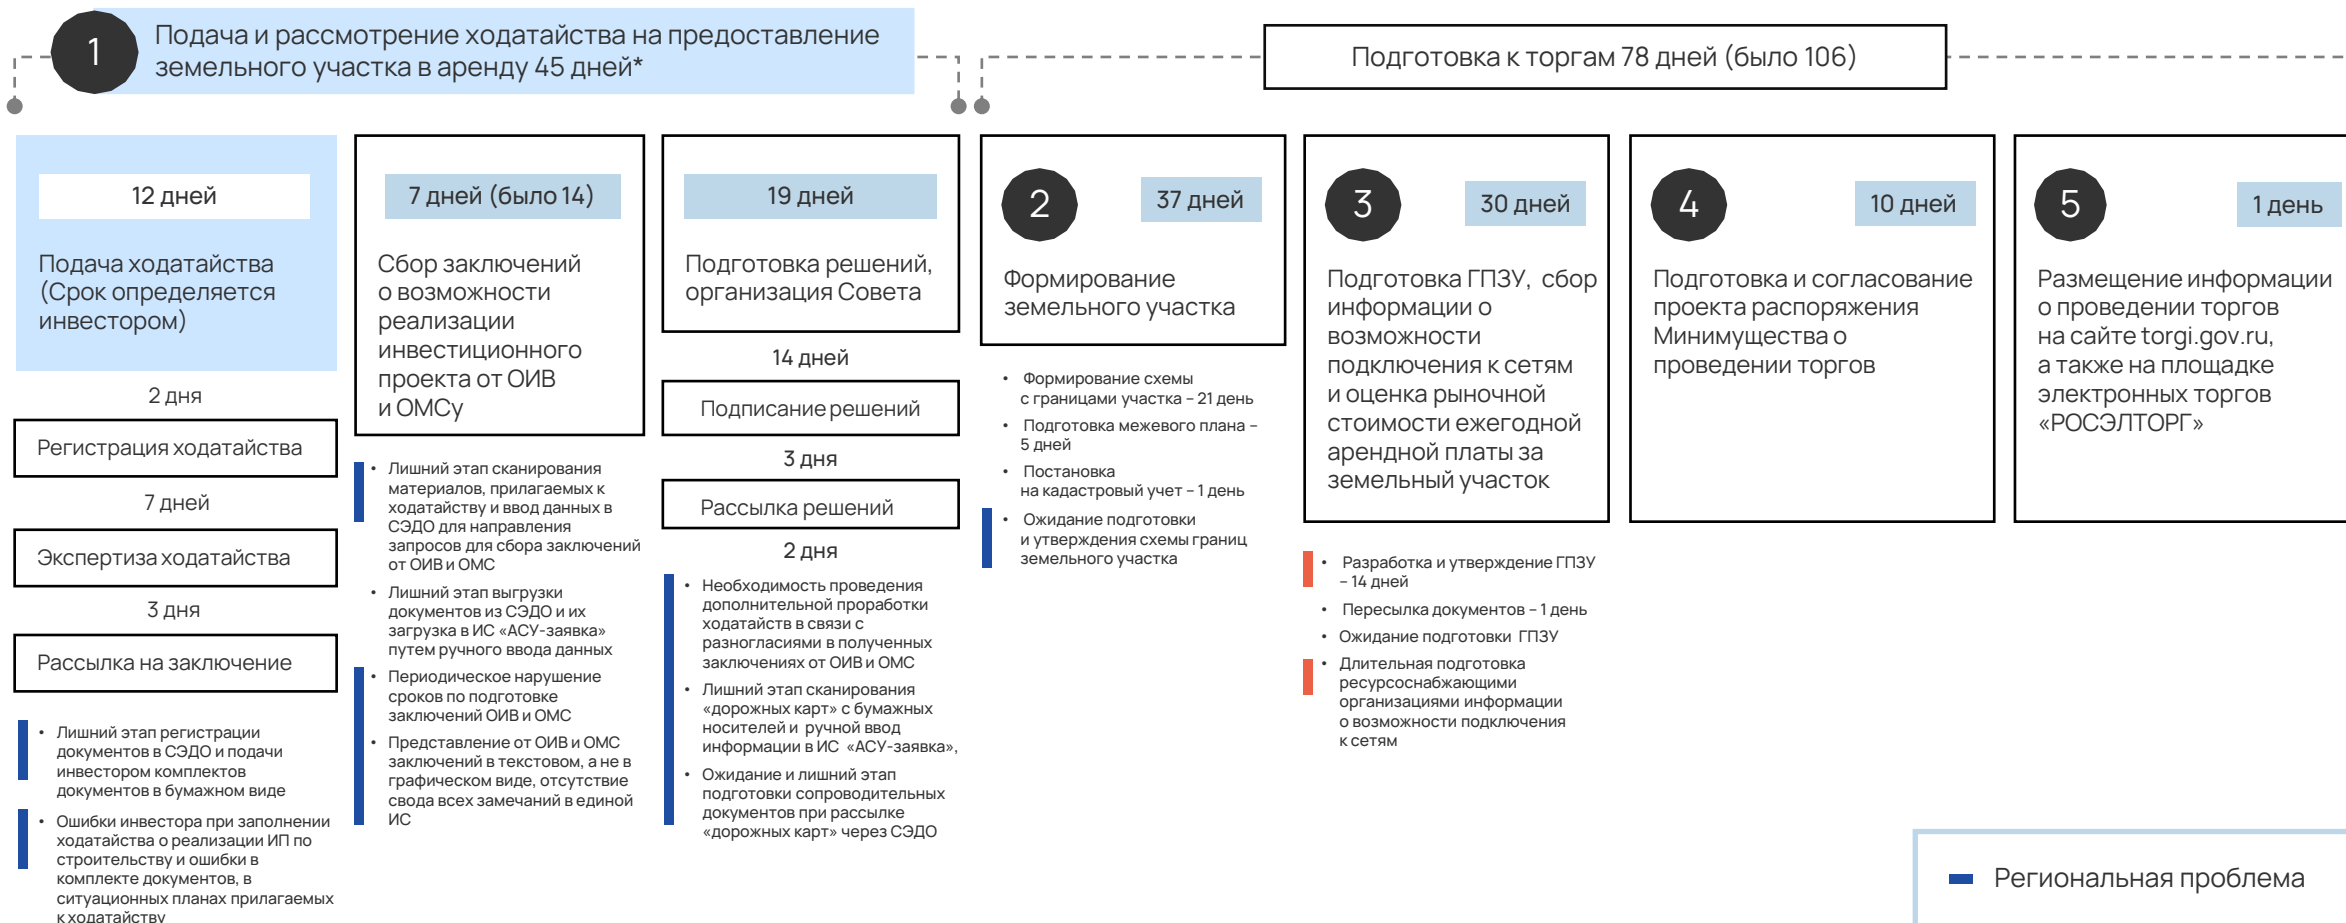 1
Подача и рассмотрение ходатайства на предоставление
земельного участка в аренду 45 дней*
Подготовка к торгам 78 дней (было 106)
12 дней
Подача ходатайства
(Срок определяется
инвестором)
2 дня
Регистрация ходатайства
7 дней
Экспертиза ходатайства
3 дня
Рассылка на заключение
• Лишний этап регистрации
документов в СЭДО и подачи
инвестором комплектов
документов в бумажном виде
• Ошибки инвестора при заполнении
ходатайства о реализации ИП по
строительству и ошибки в
комплекте документов, в
ситуационных планах прилагаемых
к ходатайству
7 дней (было 14)
Сбор заключений
о возможности
реализации
инвестиционного
проекта от ОИВ
и ОМСу
• Лишний этап сканирования
материалов, прилагаемых к
ходатайству и ввод данных в
СЭДО для направления
запросов для сбора заключений
от ОИВ и ОМС
• Лишний этап выгрузки
документов из СЭДО и их
загрузка в ИС «АСУ-заявка»
путем ручного ввода данных
• Периодическое нарушение
сроков по подготовке
заключений ОИВ и ОМС
• Представление от ОИВ и ОМС
заключений в текстовом, а не в
графическом виде, отсутствие
свода всех замечаний в единой
ИС
19 дней
Подготовка решений,
организация Совета
14 дней
Подписание решений
3 дня
Рассылка решений
2 дня
• Необходимость проведения
дополнительной проработки
ходатайств в связи с
разногласиями в полученных
заключениях от ОИВ и ОМС
• Лишний этап сканирования
«дорожных карт» с бумажных
носителей и ручной ввод
информации в ИС «АСУ-заявка»,
• Ожидание и лишний этап
подготовки сопроводительных
документов при рассылке
«дорожных карт» через СЭДО
2
37 дней
Формирование
земельного участка
• Формирование схемы
с границами участка – 21 день
• Подготовка межевого плана –
5 дней
• Постановка
на кадастровый учет – 1 день
• Ожидание подготовки
и утверждения схемы границ
земельного участка
3
30 дней
Подготовка ГПЗУ, сбор
информации о
возможности
подключения к сетям
и оценка рыночной
стоимости ежегодной
арендной платы за
земельный участок
• Разработка и утверждение ГПЗУ
– 14 дней
• Пересылка документов – 1 день
• Ожидание подготовки ГПЗУ
• Длительная подготовка
ресурсоснабжающими
организациями информации
о возможности подключения
к сетям
4
10 дней
Подготовка и согласование
проекта распоряжения
Минимущества о
проведении торгов
5
1 день
Размещение информации
о проведении торгов
на сайте torgi.gov.ru,
а также на площадке
электронных торгов
«РОСЭЛТОРГ»
Региональная проблема